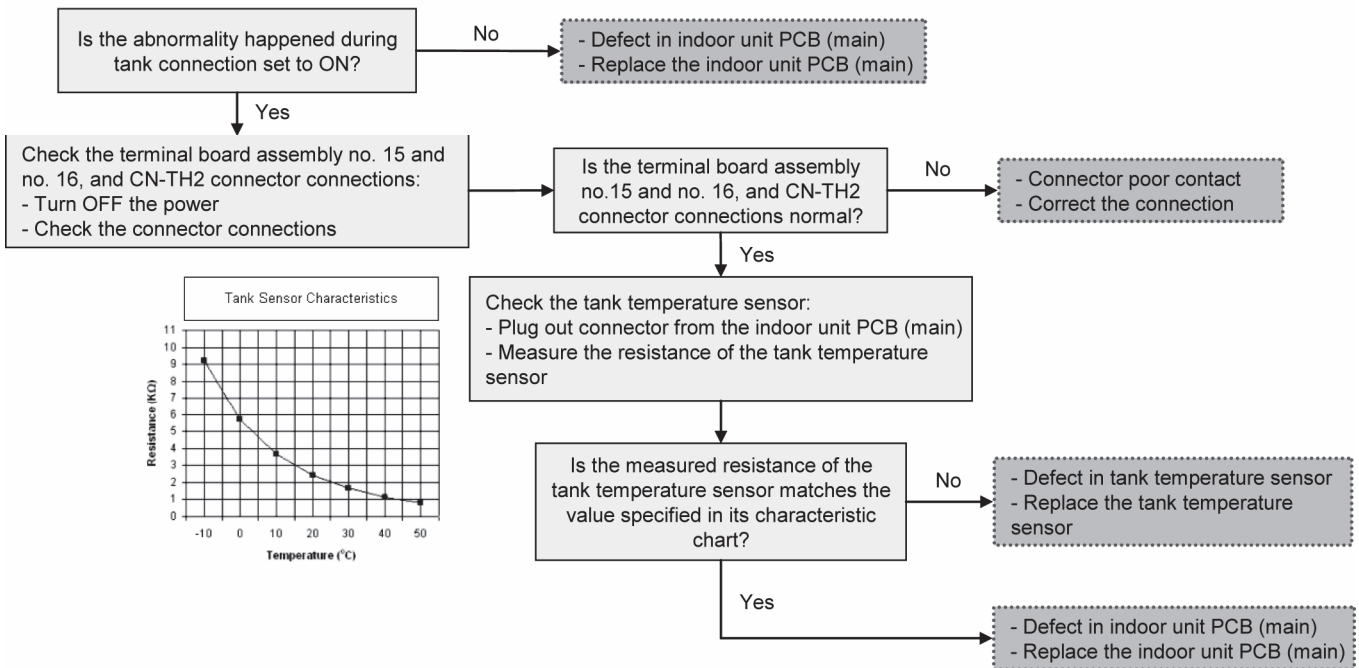 Is the abnormality happened during
tank connection set to ON?
No
- Defect in indoor unit PCB (main)
- Replace the indoor unit PCB (main)
Yes
Check the terminal board assembly no. 15 and
no. 16, and CN-TH2 connector connections:
- Turn OFF the power
- Check the connector connections
Is the terminal board assembly
no.15 and no. 16, and CN-TH2
connector connections normal?
No
- Connector poor contact
- Correct the connection
Yes
Check the tank temperature sensor:
- Plug out connector from the indoor unit PCB (main)
- Measure the resistance of the tank temperature
sensor
Tank Sensor Characteristics
Resistance (KΩ)
11
10
9
8
7
6
5
4
3
2
1
0
-10 0 10 20 30 40 50
Temperature (°C)
Is the measured resistance of the
tank temperature sensor matches the
value specified in its characteristic
chart?
No
- Defect in tank temperature sensor
- Replace the tank temperature
sensor
Yes
- Defect in indoor unit PCB (main)
- Replace the indoor unit PCB (main)